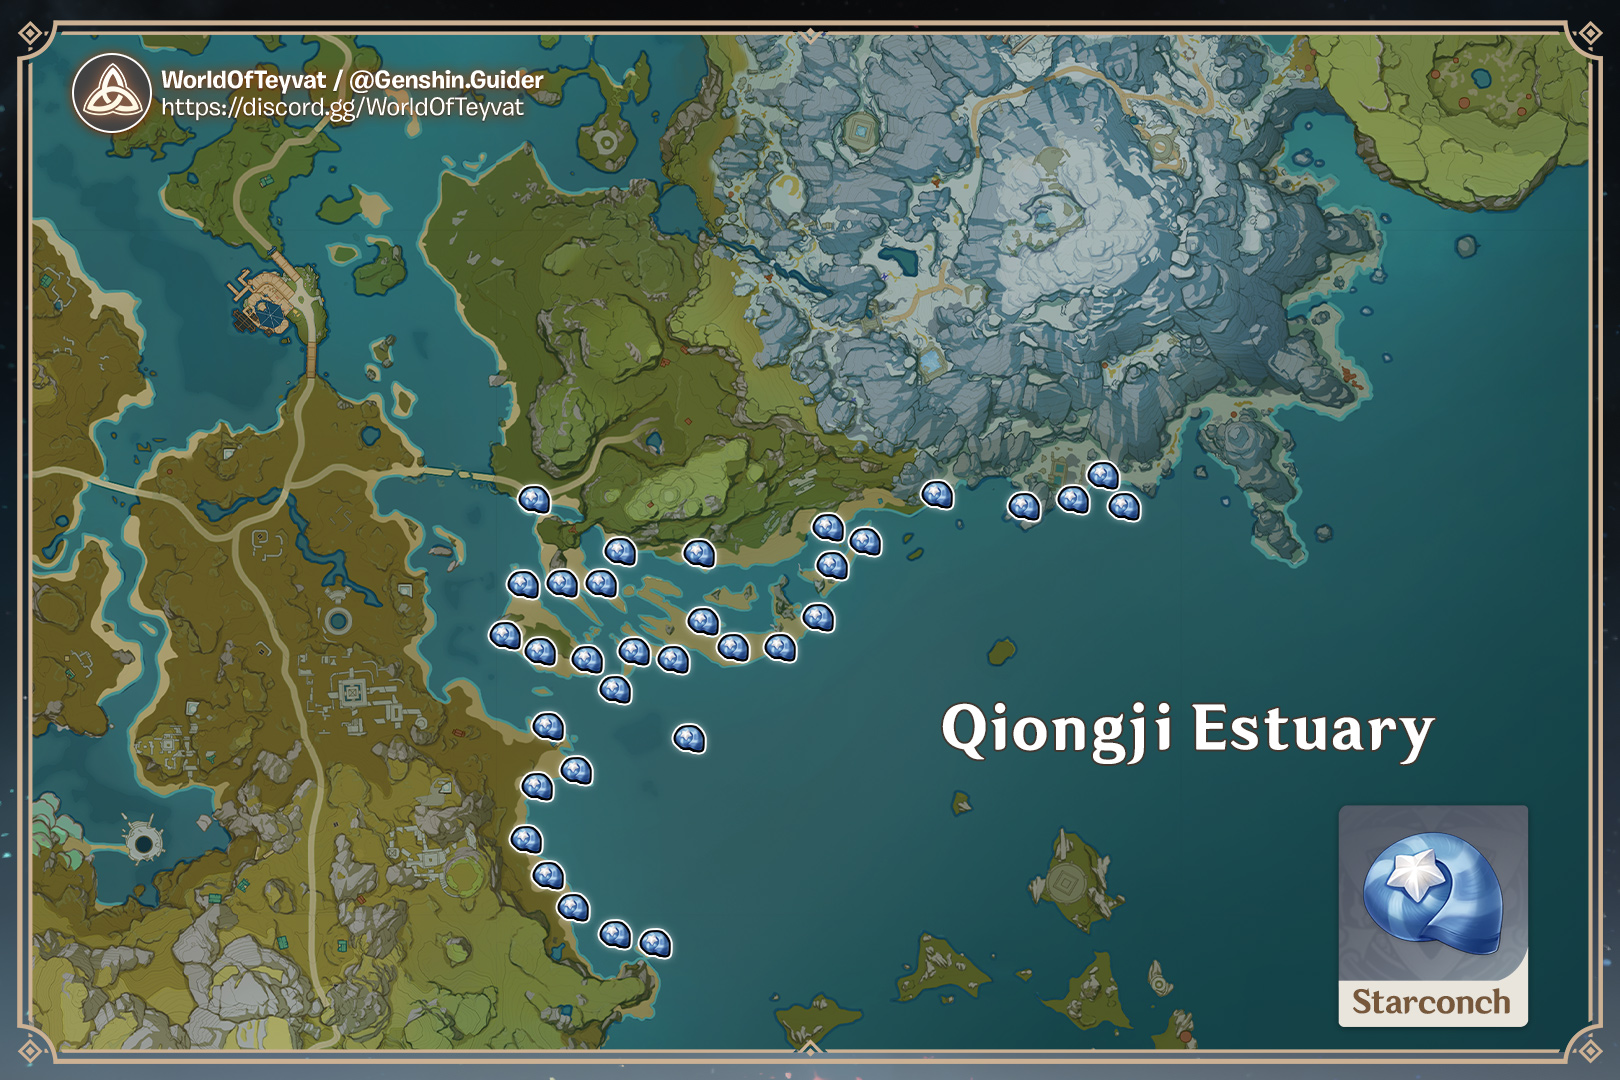 WorldOfTeyvat / @Genshin.Guider
https://discord.gg/WorldOfTeyvat
Qiongji Estuary
Starconch